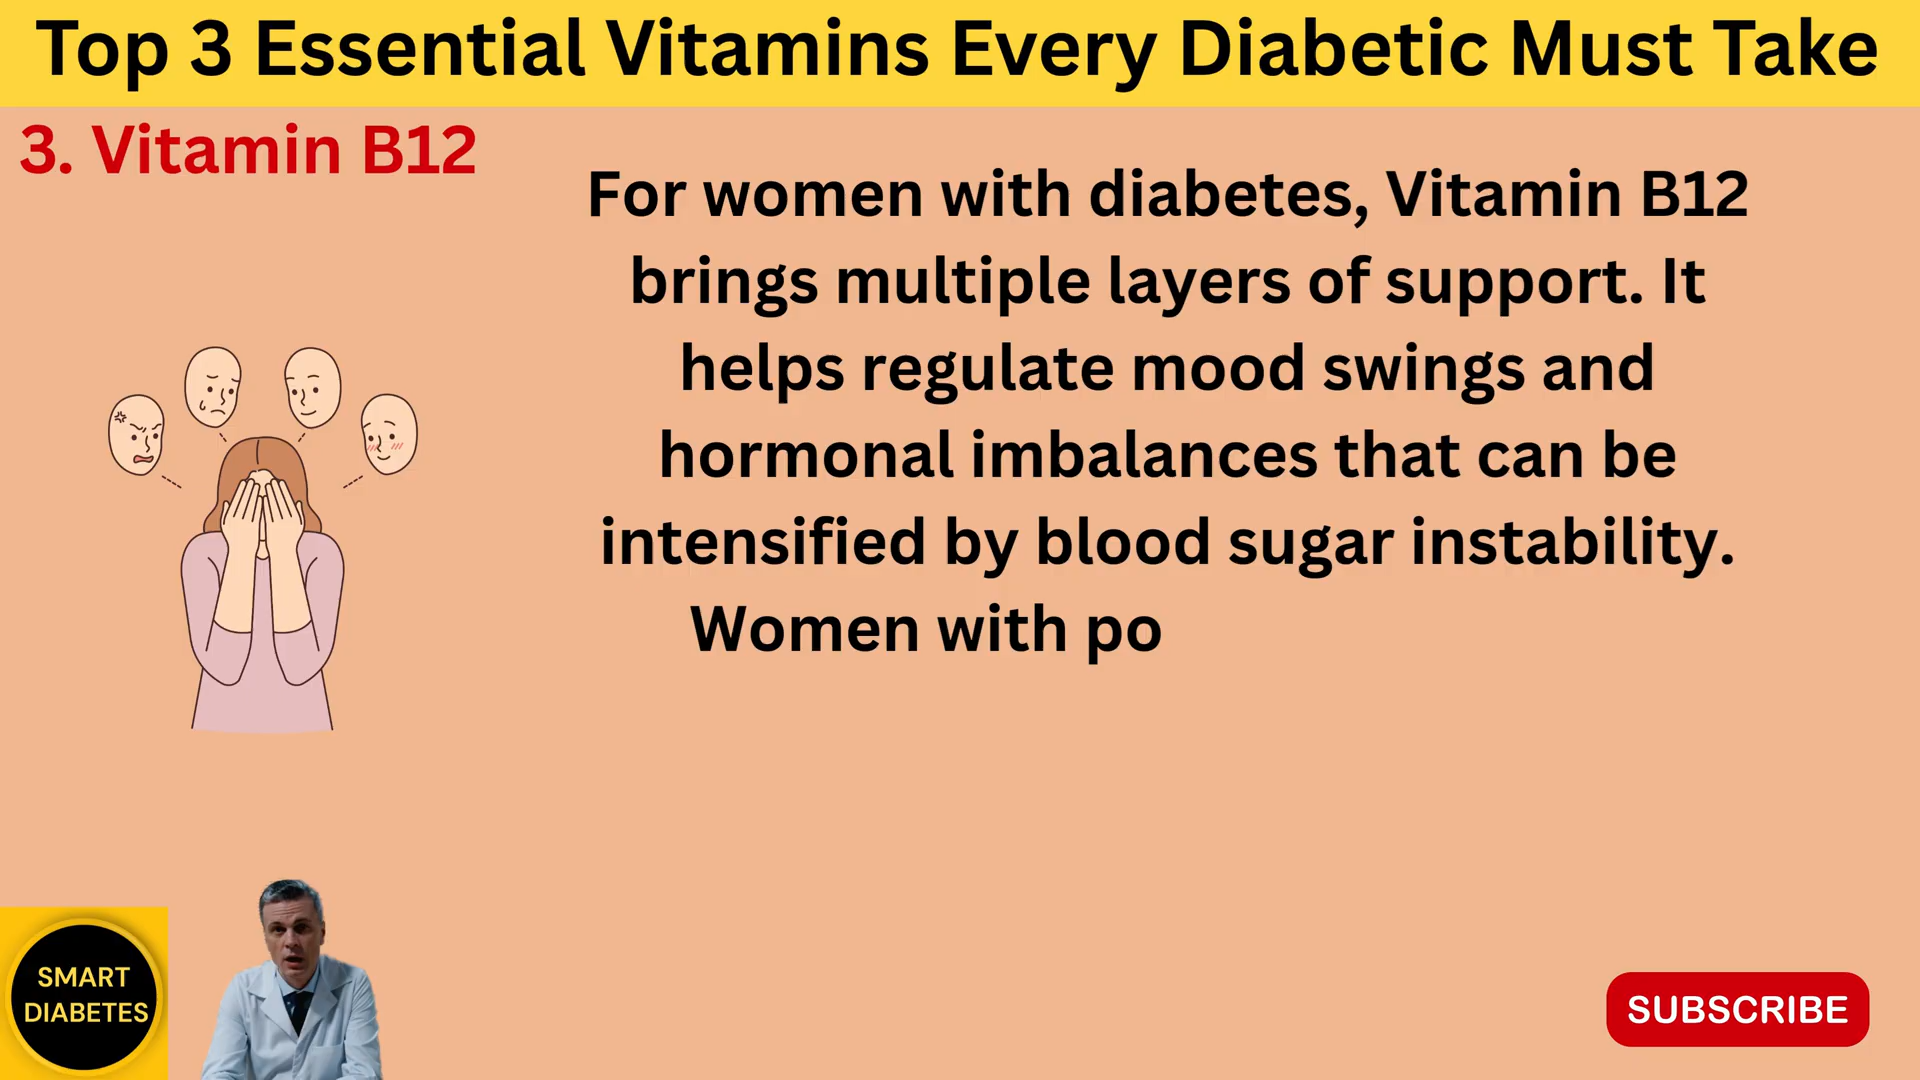 Top 3 Essential Vitamins Every Diabetic Must Take
3. Vitamin B12
For women with diabetes, Vitamin B12
brings multiple layers of support. It
helps regulate mood swings and
hormonal imbalances that can be
intensified by blood sugar instability.
Women with po
SMART
DIABETES
SUBSCRIBE